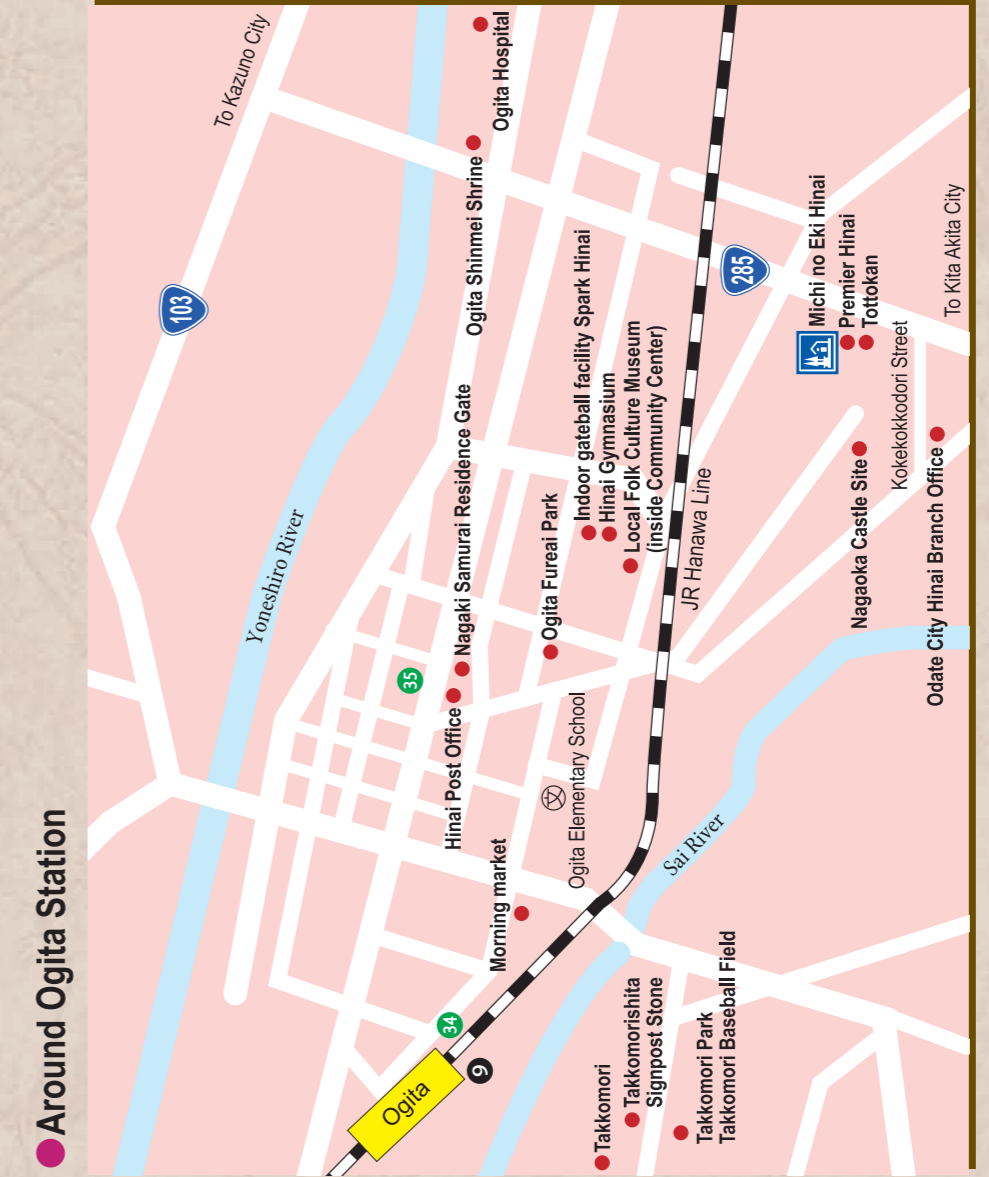 Around Ogita Station
To Kazuno City
103
Yoneshiro River
Ogita Hospital
Ogita Shinmei Shrine
35
Nagaki Samurai Residence Gate
Hinai Post Office
Ogita Fureai Park
Indoor gateball facility Spark Hinai
Hinai Gymnasium
Local Folk Culture Museum
(inside Community Center)
285
Michi no Eki Hinai
Premier Hinai
Tottokan
To Kita Akita City
Kokekokkodori Street
JR Hanawa Line
Nagaoka Castle Site
Odate City Hinai Branch Office
文
Ogita Elementary School
Morning market
Sai River
34
Ogita
9
Takkomori
Takkomorishita
Signpost Stone
Takkomori Park
Takkomori Baseball Field